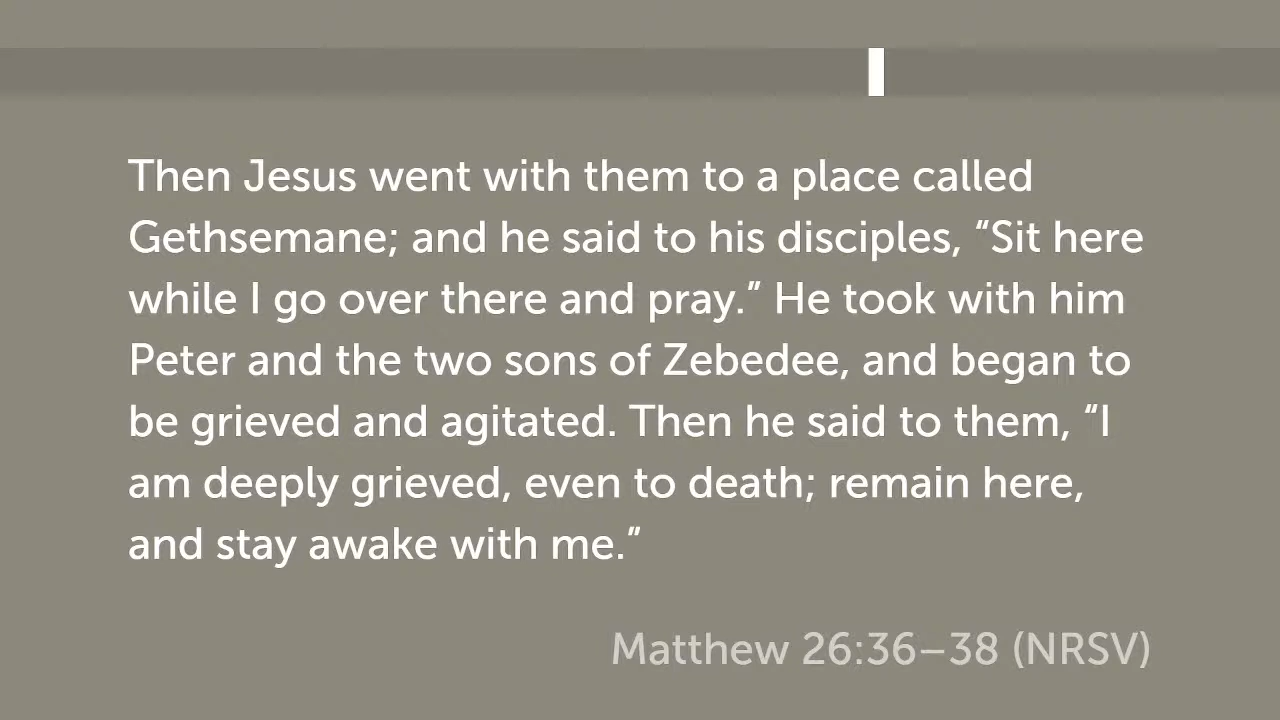 Then Jesus went with them to a place called
Gethsemane; and he said to his disciples, “Sit here
while I go over there and pray.” He took with him
Peter and the two sons of Zebedee, and began to
be grieved and agitated. Then he said to them, “I
am deeply grieved, even to death; remain here,
and stay awake with me.”
Matthew 26:36–38 (NRSV)